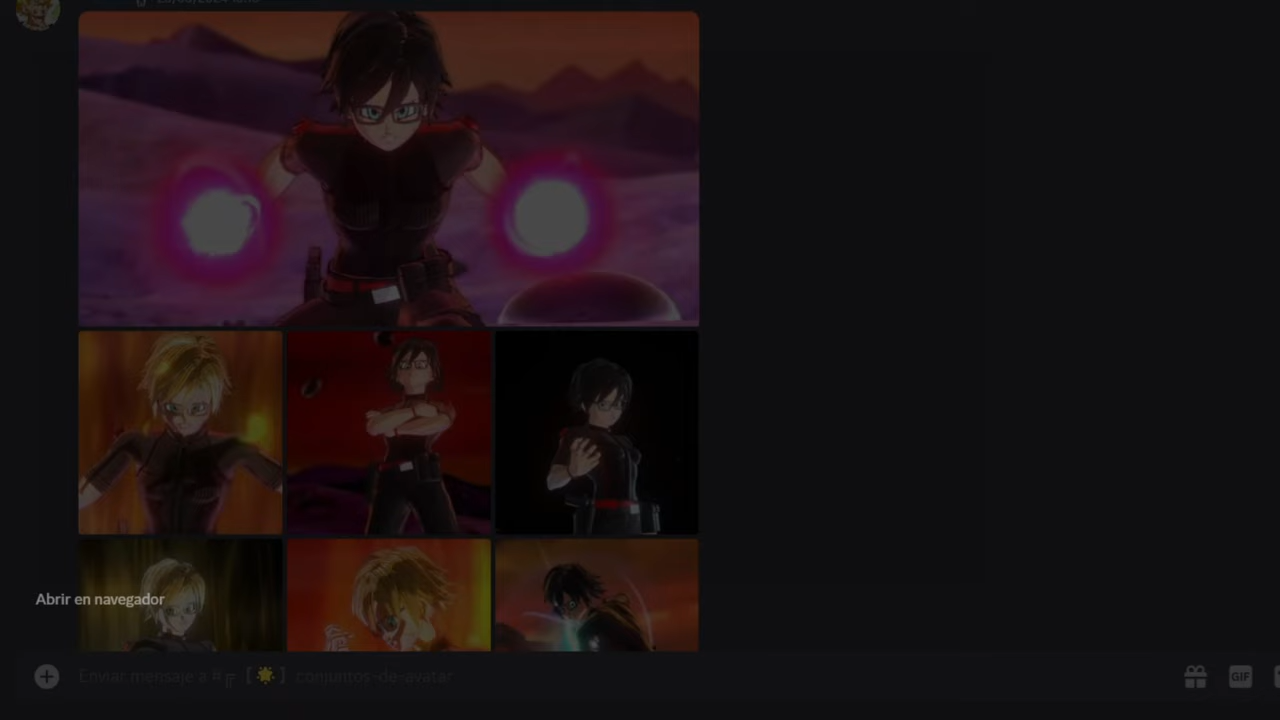 Abrir en navegador
Enviar mensaje a # [ 🌟 ] conjuntos-de-avatar
GIF